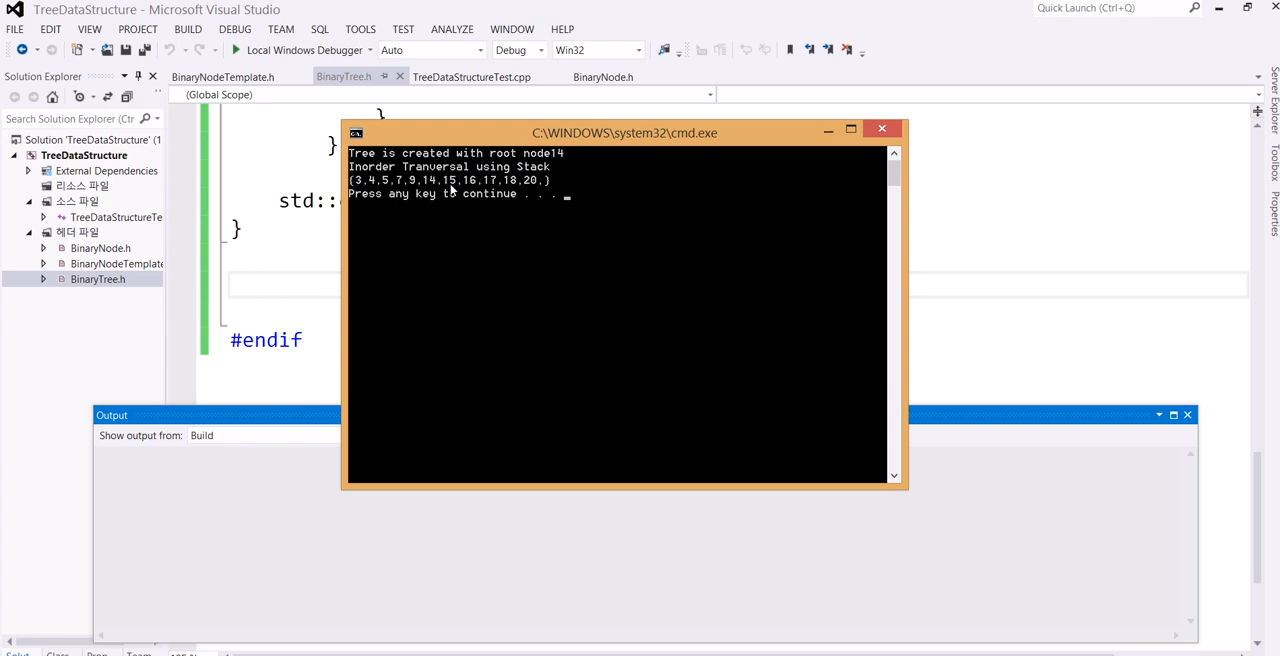 TreeDataStructure - Microsoft Visual Studio
Quick Launch (Ctrl+Q)
FILE EDIT VIEW PROJECT BUILD DEBUG TEAM SQL TOOLS TEST ANALYZE WINDOW HELP
Local Windows Debugger Auto Debug Win32
Solution Explorer
BinaryNodeTemplate.h BinaryTree.h TreeDataStructureTest.cpp BinaryNode.h
(Global Scope)
Search Solution Explorer (Ctr
Solution 'TreeDataStructure' (1
TreeDataStructure
External Dependencies
리소스 파일
소스 파일
TreeDataStructureTe
헤더 파일
BinaryNode.h
BinaryNodeTemplate
BinaryTree.h
}
}
std::
}
#endif
C:\WINDOWS\system32\cmd.exe
Tree is created with root node14
Inorder Tranversal using Stack
{3,4,5,7,9,14,15,16,17,18,20,}
Press any key to continue . . .
Output
Show output from: Build
Server Explorer
Toolbox
Properties